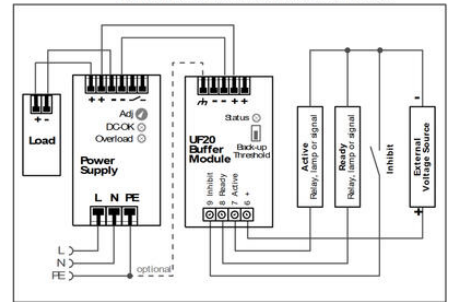 + + - -
+ -
Load
Adj
DC-OK
Overload
Power
Supply
L N PE
L
N
PE
optional
- - + +
Status
UF20
Buffer
Module
Back-up
Threshold
9 Inhibit
8 Ready
7 Active
6 +
Active
Relay, lamp or signal
Ready
Relay, lamp or signal
Inhibit
-
External
Voltage Source
+